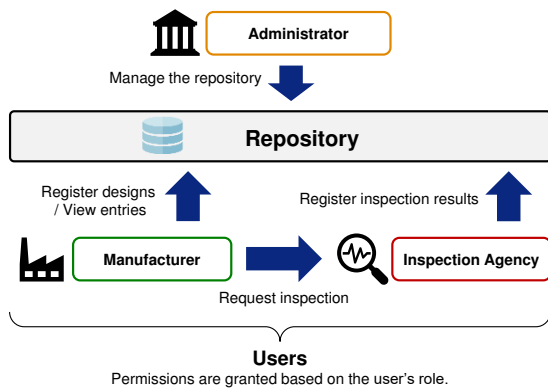 Administrator
Manage the repository
Repository
Register designs
/ View entries
Register inspection results
Manufacturer
Inspection Agency
Request inspection
Users
Permissions are granted based on the user's role.